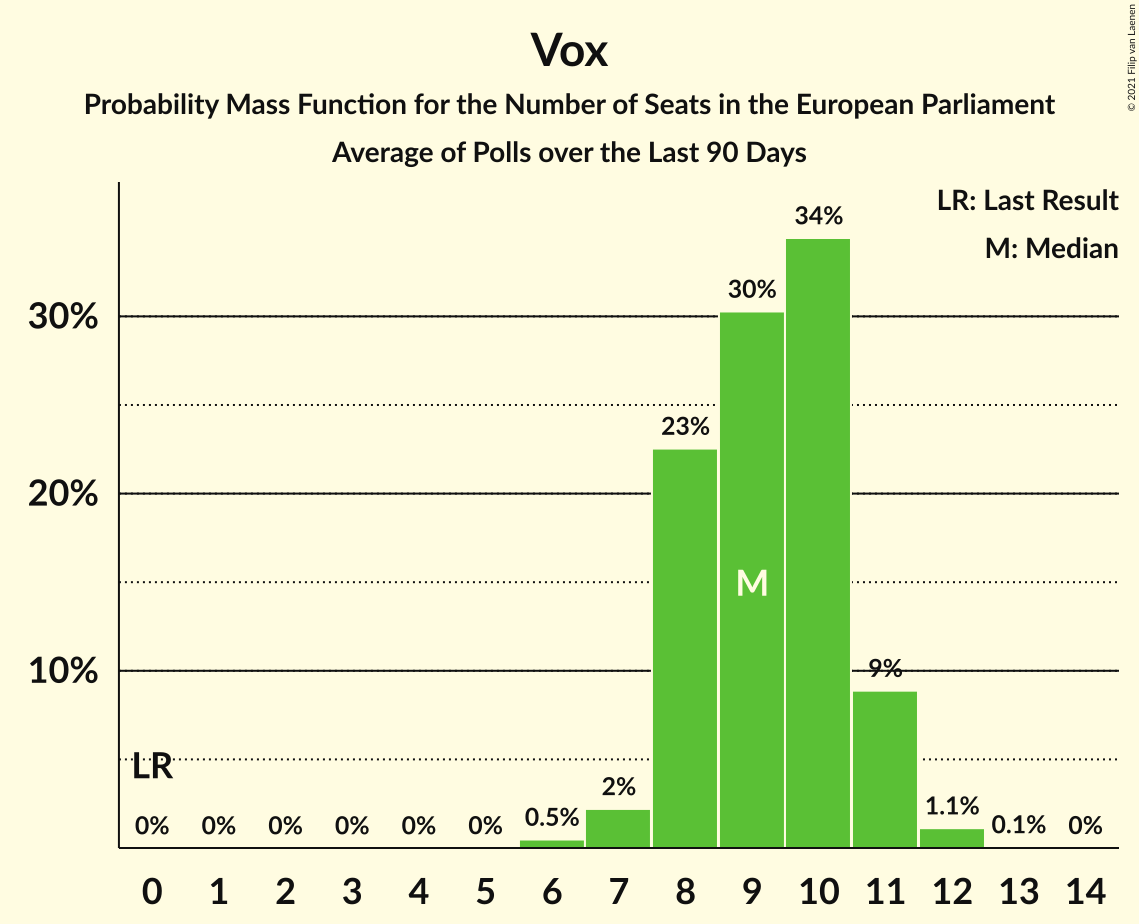 Vox
Probability Mass Function for the Number of Seats in the European Parliament
Average of Polls over the Last 90 Days
© 2021 Filip van Laenen
LR: Last Result
M: Median
34%
30%
30%
23%
20%
M
10%
9%
LR
2%
1.1%
0% 0% 0% 0% 0% 0% 0.5% 0.1% 0%
0 1 2 3 4 5 6 7 8 9 10 11 12 13 14